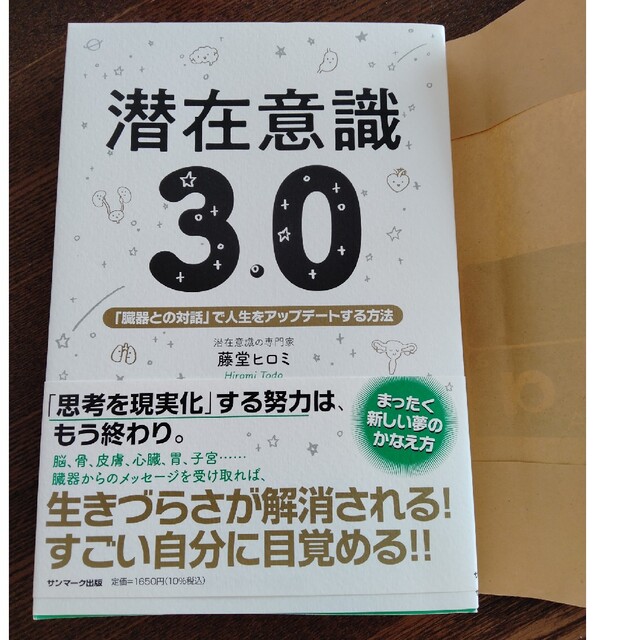 潜在意識
3.0
「臓器との対話」で人生をアップデートする方法
潜在意識の専門家
藤堂ヒロミ
Hiromi Todo
「思考を現実化」する努力は、
もう終わり。
まったく
新しい夢の
かなえ方
脳、骨、皮膚、心臓、胃、子宮……
臓器からのメッセージを受け取れば、
生きづらさが解消される!
すごい自分に目覚める!!
サンマーク出版 定価=1650円(10%税込)